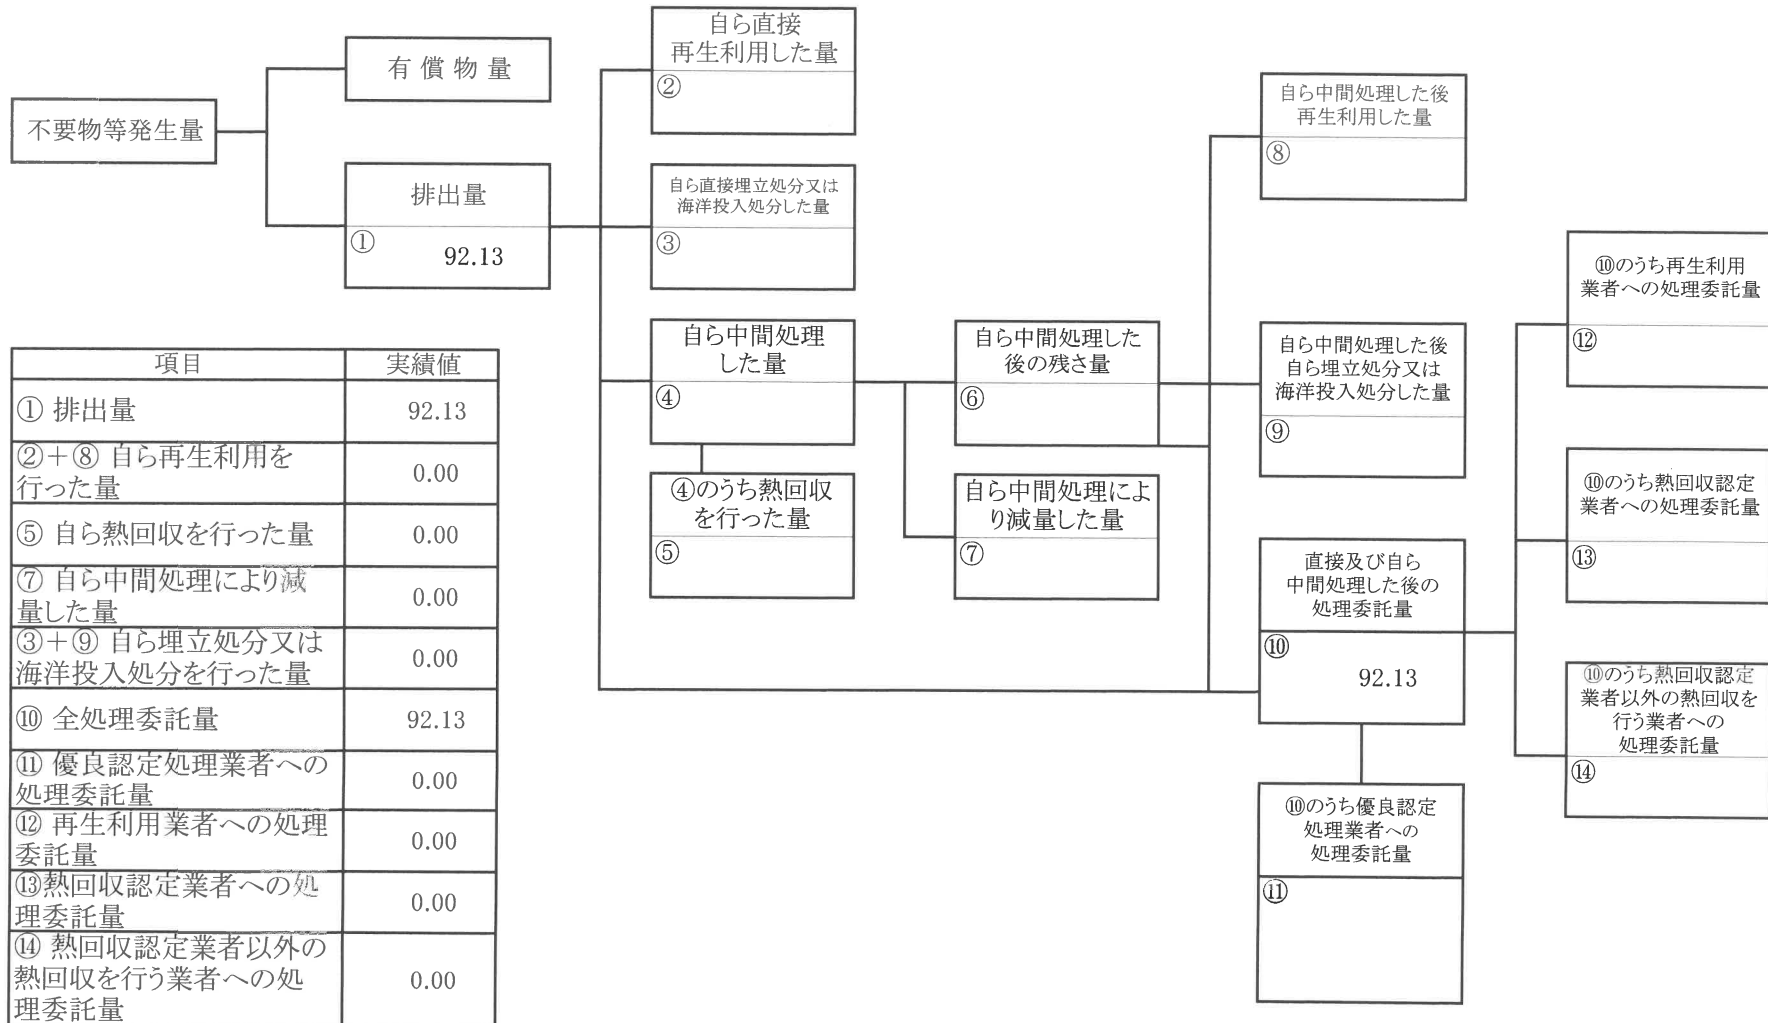 不要物等発生量
有償物量
排出量
①
92.13
自ら直接
再生利用した量
②
自ら直接埋立処分又は
海洋投入処分した量
③
自ら中間処理
した量
④
④のうち熱回収
を行った量
⑤
自ら中間処理した
後の残さ量
⑥
自ら中間処理によ
り減量した量
⑦
自ら中間処理した後
再生利用した量
⑧
自ら中間処理した後
自ら埋立処分又は
海洋投入処分した量
⑨
直接及び自ら
中間処理した後の
処理委託量
⑩
92.13
⑩のうち優良認定
処理業者への
処理委託量
⑪
⑩のうち再生利用
業者への処理委託量
⑫
⑩のうち熱回収認定
業者への処理委託量
⑬
⑩のうち熱回収認定
業者以外の熱回収を
行う業者への
処理委託量
⑭
項目 実績値
① 排出量 92.13
②+⑧ 自ら再生利用を
行った量 0.00
⑤ 自ら熱回収を行った量 0.00
⑦ 自ら中間処理により減
量した量 0.00
③+⑨ 自ら埋立処分又は
海洋投入処分を行った量 0.00
⑩ 全処理委託量 92.13
⑪ 優良認定処理業者への
処理委託量 0.00
⑫ 再生利用業者への処理
委託量 0.00
⑬熱回収認定業者への処
理委託量 0.00
⑭ 熱回収認定業者以外の
熱回収を行う業者への処
理委託量 0.00